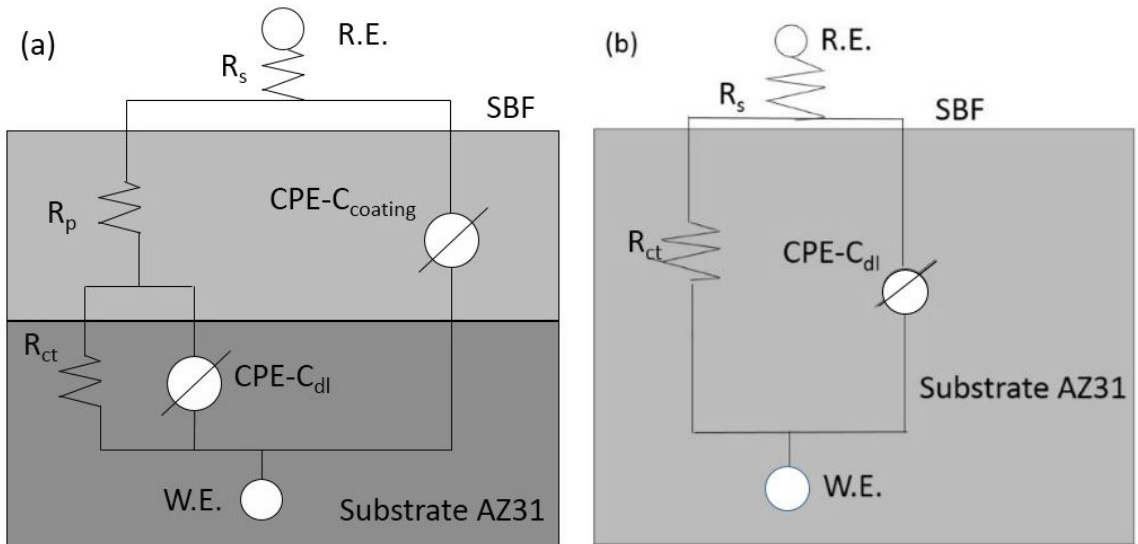 (a)
R.E.
Rs
SBF
CPE-Ccoating
Rp
Rct
CPE-Cdl
W.E.
Substrate AZ31
(b)
R.E.
Rs
SBF
Rct
CPE-Cdl
Substrate AZ31
W.E.